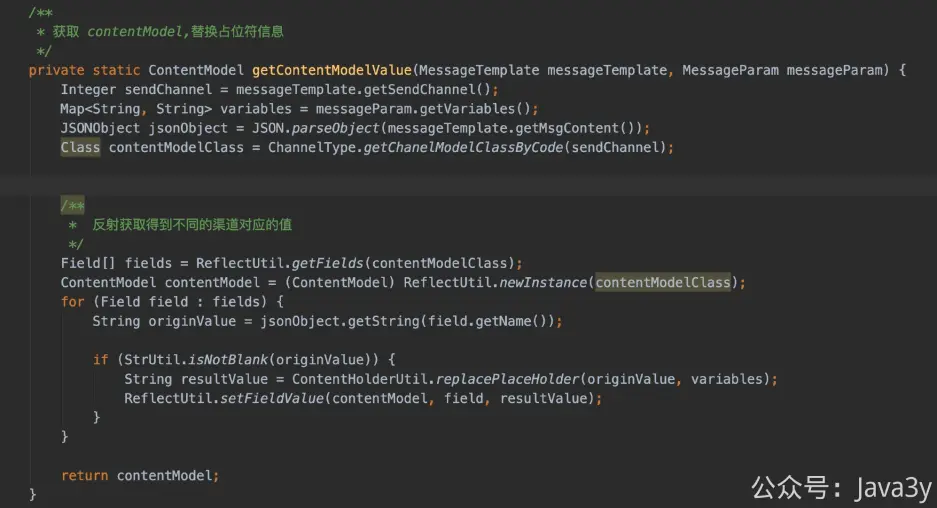 /**
 * 获取 contentModel,替换占位符信息
 */
private static ContentModel getContentModelValue(MessageTemplate messageTemplate, MessageParam messageParam) {
    Integer sendChannel = messageTemplate.getSendChannel();
    Map<String, String> variables = messageParam.getVariables();
    JSONObject jsonObject = JSON.parseObject(messageTemplate.getMsgContent());
    Class contentModelClass = ChannelType.getChanelModelClassByCode(sendChannel);
    /**
     *  反射获取得到不同的渠道对应的值
     */
    Field[] fields = ReflectUtil.getFields(contentModelClass);
    ContentModel contentModel = (ContentModel) ReflectUtil.newInstance(contentModelClass);
    for (Field field : fields) {
        String originValue = jsonObject.getString(field.getName());
        if (StrUtil.isNotBlank(originValue)) {
            String resultValue = ContentHolderUtil.replacePlaceHolder(originValue, variables);
            ReflectUtil.setFieldValue(contentModel, field, resultValue);
        }
    }
    return contentModel;
}
公众号：Java3y